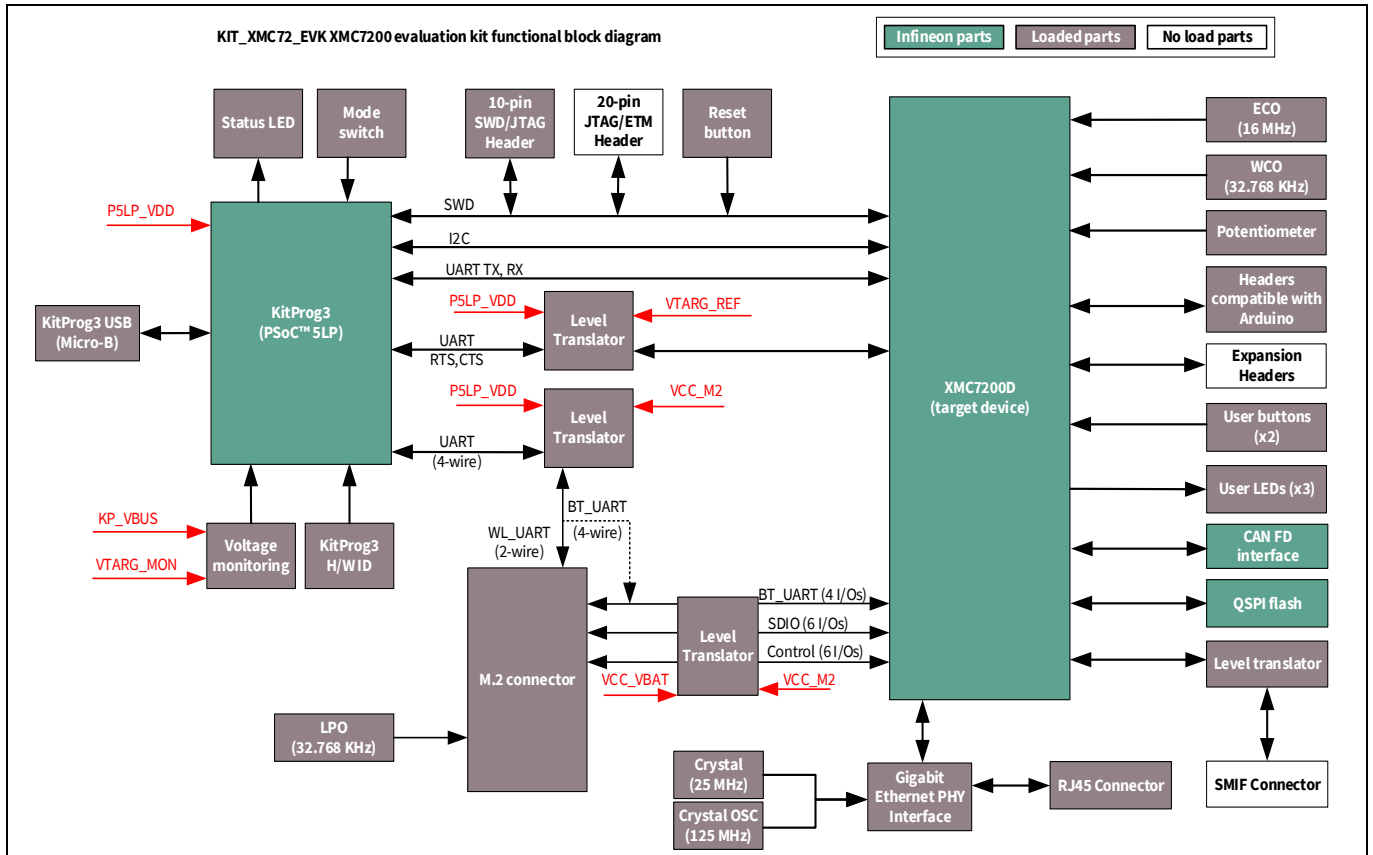 KIT_XMC72_EVK XMC7200 evaluation kit functional block diagram
Infineon parts
Loaded parts
No load parts
Status LED
Mode
switch
10-pin
SWD/JTAG
Header
20-pin
JTAG/ETM
Header
Reset
button
ECO
(16 MHz)
WCO
(32.768 KHz)
P5LP_VDD
SWD
I2C
UART TX, RX
Potentiometer
KitProg3 USB
(Micro-B)
KitProg3
(PSoC™ 5LP)
P5LP_VDD
Level
Translator
VTARG_REF
UART
RTS,CTS
Headers
compatible with
Arduino
Expansion
Headers
XMC7200D
(target device)
P5LP_VDD
Level
Translator
VCC_M2
UART
(4-wire)
User buttons
(x2)
User LEDs (x3)
KP_VBUS
VTARG_MON
Voltage
monitoring
KitProg3
H/W ID
BT_UART
(4-wire)
WL_UART
(2-wire)
CAN FD
interface
QSPI flash
M.2 connector
Level
Translator
BT_UART (4 I/Os)
SDIO (6 I/Os)
Control (6 I/Os)
VCC_VBAT
VCC_M2
Level translator
LPO
(32.768 KHz)
Crystal
(25 MHz)
Crystal OSC
(125 MHz)
Gigabit
Ethernet PHY
Interface
RJ45 Connector
SMIF Connector